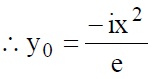 ∴ y₀ = −ix² / e